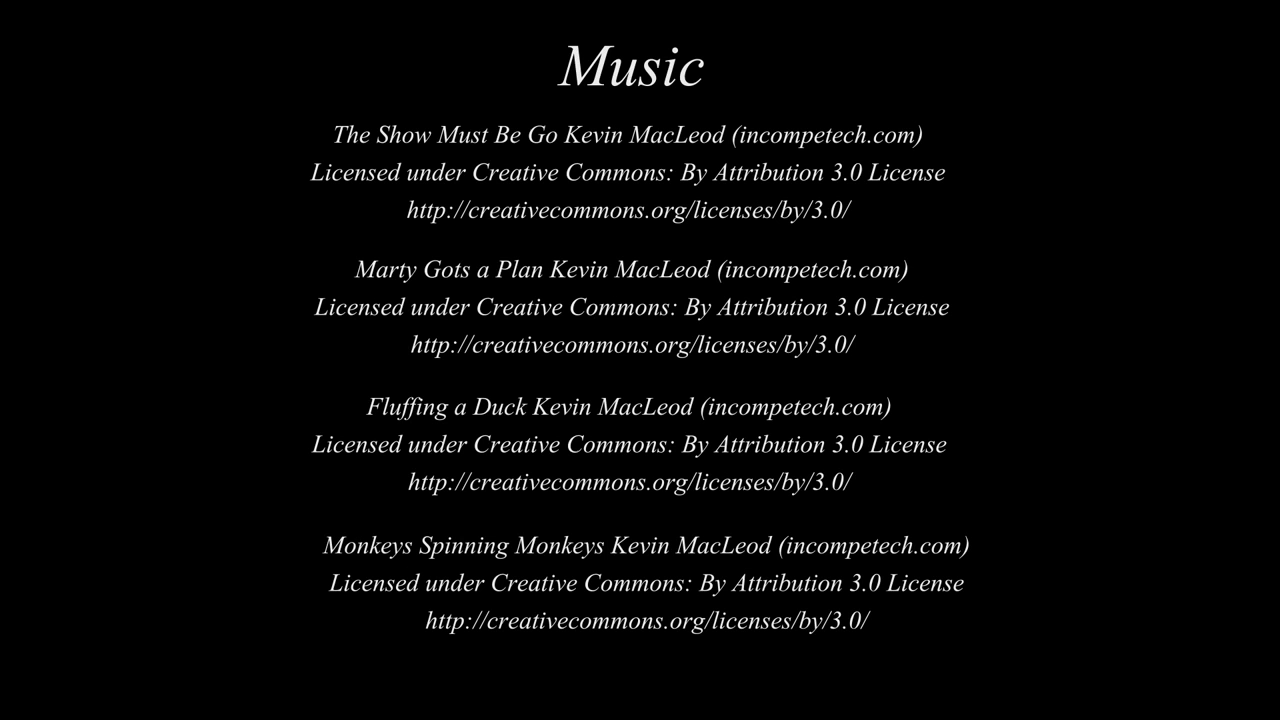 Music
The Show Must Be Go Kevin MacLeod (incompetech.com)
Licensed under Creative Commons: By Attribution 3.0 License
http://creativecommons.org/licenses/by/3.0/
Marty Gots a Plan Kevin MacLeod (incompetech.com)
Licensed under Creative Commons: By Attribution 3.0 License
http://creativecommons.org/licenses/by/3.0/
Fluffing a Duck Kevin MacLeod (incompetech.com)
Licensed under Creative Commons: By Attribution 3.0 License
http://creativecommons.org/licenses/by/3.0/
Monkeys Spinning Monkeys Kevin MacLeod (incompetech.com)
Licensed under Creative Commons: By Attribution 3.0 License
http://creativecommons.org/licenses/by/3.0/